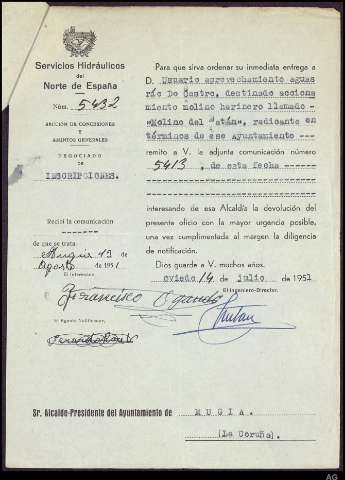 Servicios Hidráulicos
del
Norte de España
Núm. 5432
SECCIÓN DE CONCESIONES
Y
ASUNTOS GENERALES
NEGOCIADO
DE
INSCRIPCIONES.
Recibí la comunicación
de que se trata
Mugia 19 de
Agosto de 1951
El Interesado
Francisco
El Agente Notificador,
Para que sirva ordenar su inmediata entrega a
D. Usuario aprovechamiento aguas
río De Castro, destinado acciona
miento molino harinero llamado -
«Molino del Batán», radicante en
términos de ese Ayuntamiento ------
remito a V. la adjunta comunicación número
5413, de esta fecha -------
interesando de esa Alcaldía la devolución del
presente oficio con la mayor urgencia posible,
una vez cumplimentada al margen la diligencia
de notificación.
Dios guarde a V. muchos años.
Oviedo 14 de julio de 1951
El Ingeniero-Director,
Sr. Alcalde-Presidente del Ayuntamiento de MUGIA.
(La Coruña).
AG